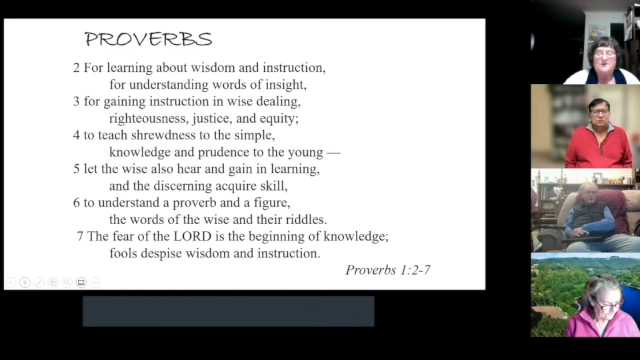 PROVERBS
2 For learning about wisdom and instruction,
for understanding words of insight,
3 for gaining instruction in wise dealing,
righteousness, justice, and equity;
4 to teach shrewdness to the simple,
knowledge and prudence to the young —
5 let the wise also hear and gain in learning,
and the discerning acquire skill,
6 to understand a proverb and a figure,
the words of the wise and their riddles.
7 The fear of the LORD is the beginning of knowledge;
fools despise wisdom and instruction.
Proverbs 1:2-7